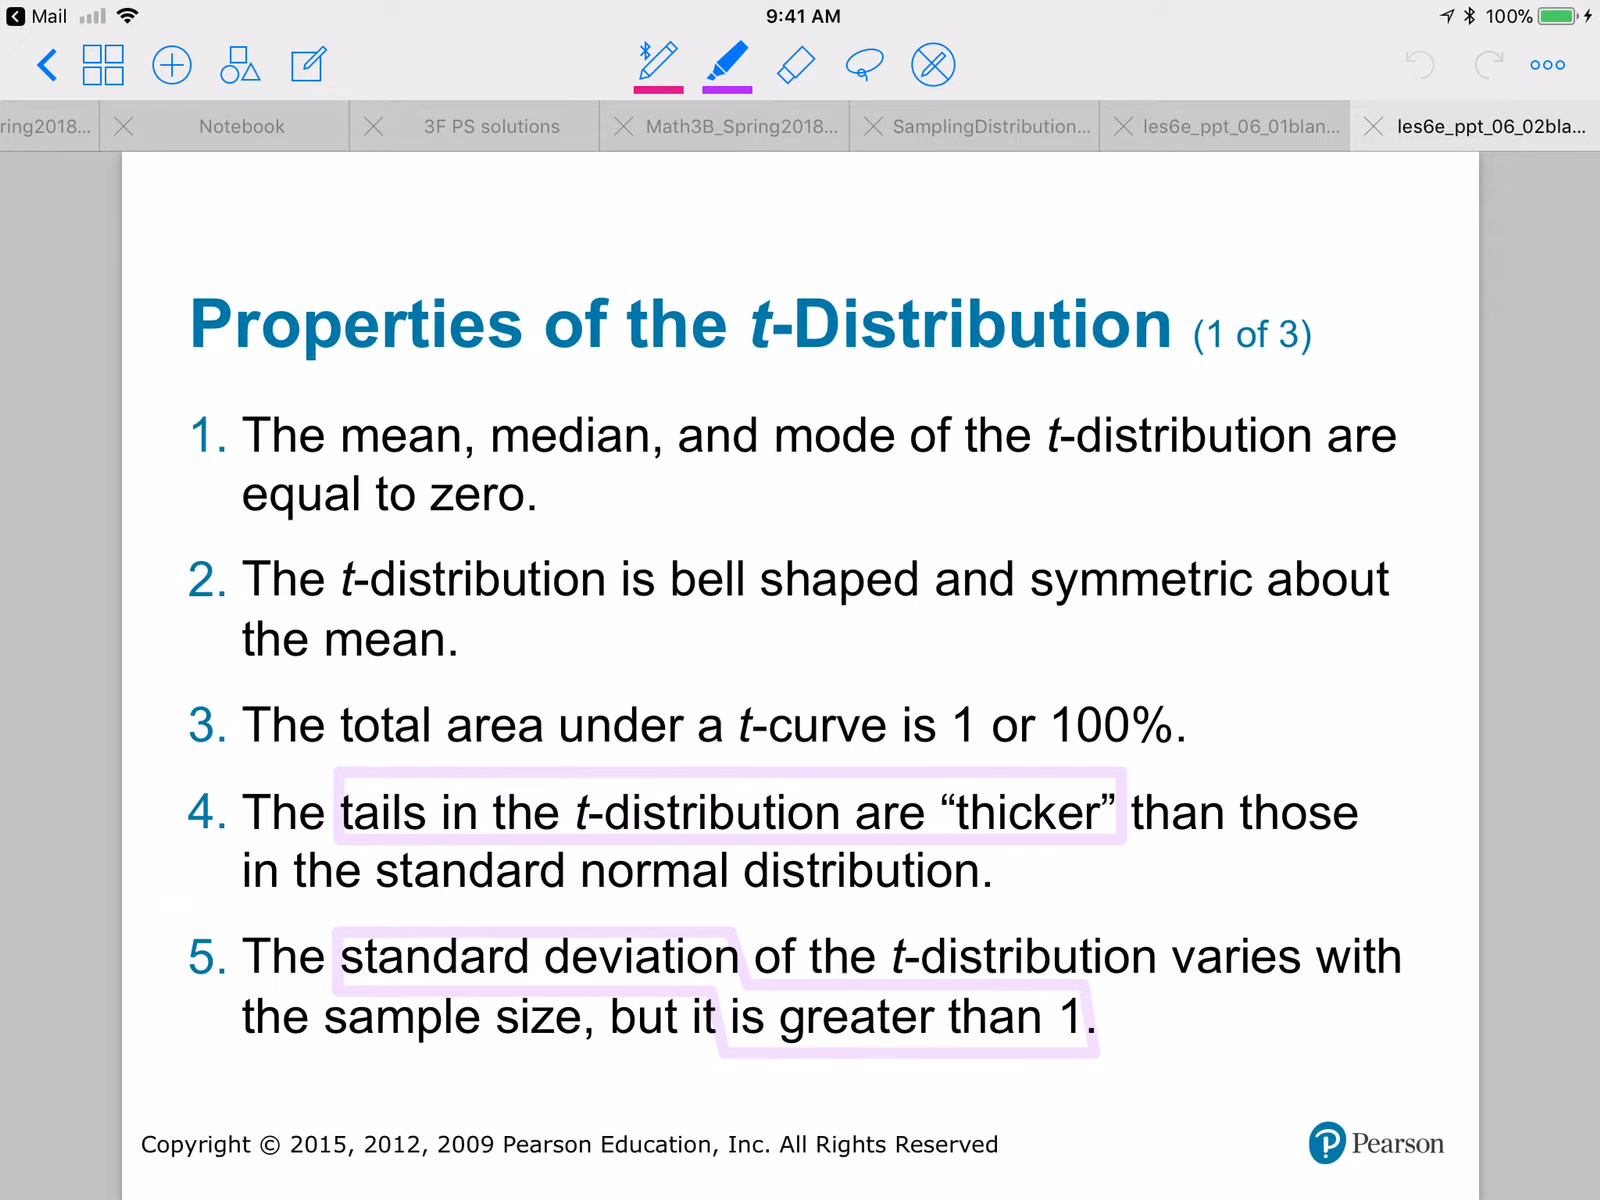 Mail 9:41 AM 100%
ring2018... Notebook 3F PS solutions Math3B_Spring2018... SamplingDistribution... les6e_ppt_06_01blan... les6e_ppt_06_02bla...
Properties of the t-Distribution (1 of 3)
1. The mean, median, and mode of the t-distribution are
equal to zero.
2. The t-distribution is bell shaped and symmetric about
the mean.
3. The total area under a t-curve is 1 or 100%.
4. The tails in the t-distribution are “thicker” than those
in the standard normal distribution.
5. The standard deviation of the t-distribution varies with
the sample size, but it is greater than 1.
Copyright © 2015, 2012, 2009 Pearson Education, Inc. All Rights Reserved
Pearson